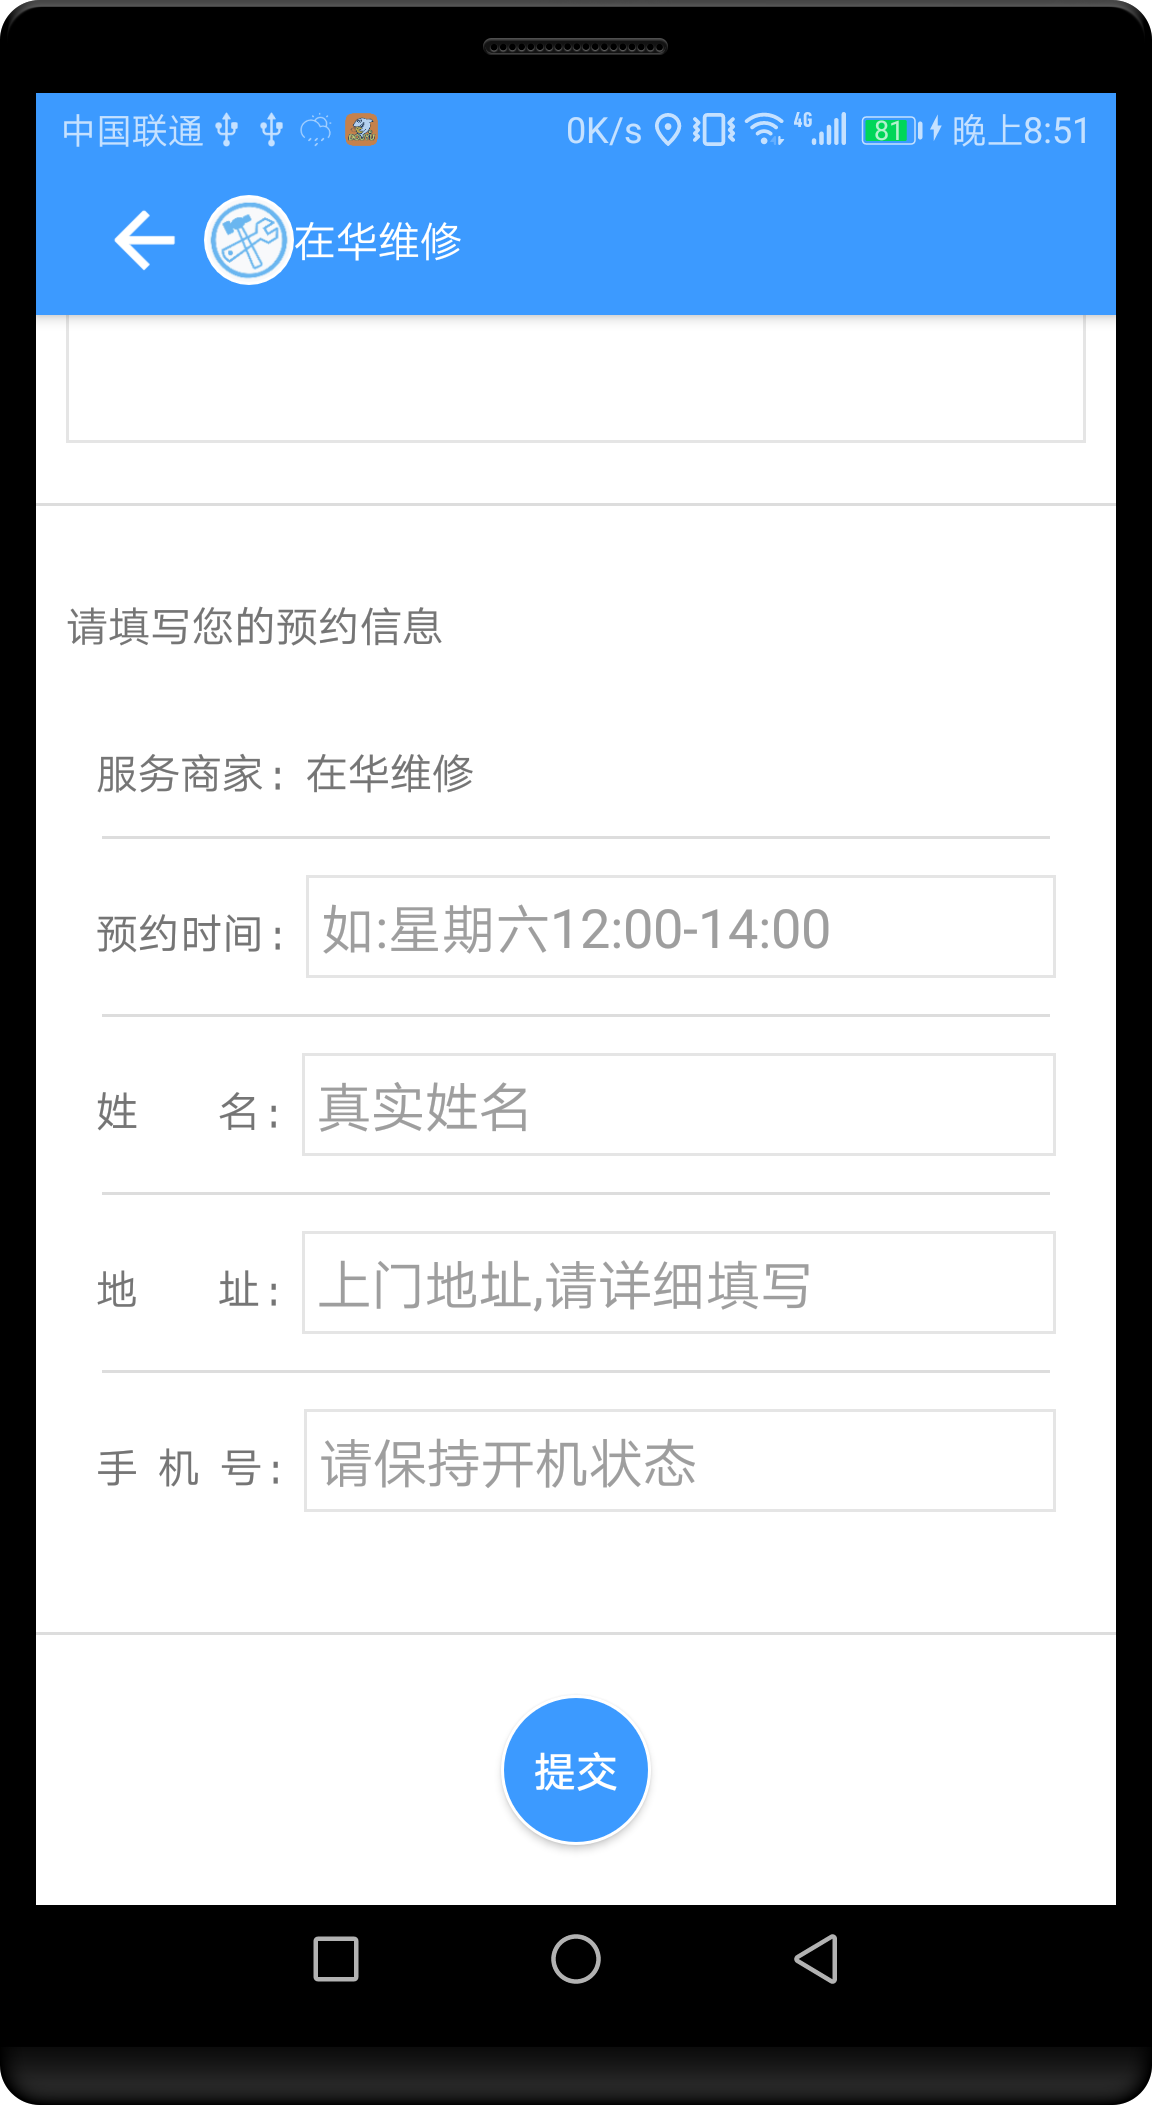 中国联通 0K/s 4G 81 晚上8:51
在华维修
请填写您的预约信息
服务商家: 在华维修
预约时间: 如:星期六12:00-14:00
姓 名: 真实姓名
地 址: 上门地址,请详细填写
手 机 号: 请保持开机状态
提交